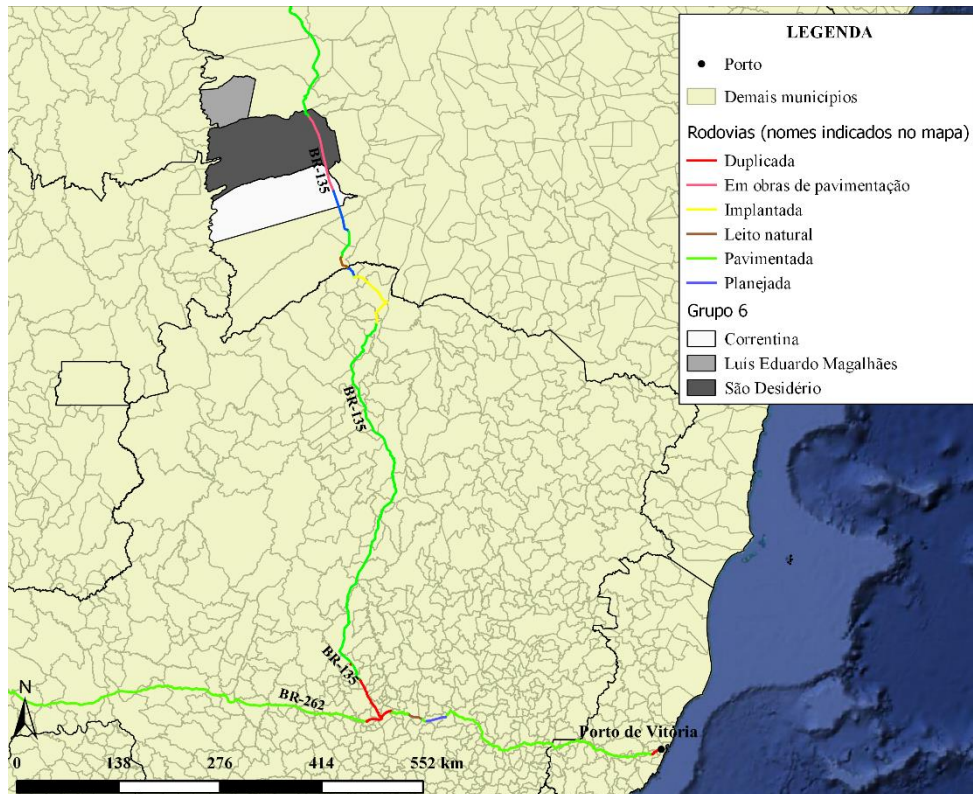 LEGENDA
Porto
Demais municípios
Rodovias (nomes indicados no mapa)
Duplicada
Em obras de pavimentação
Implantada
Leito natural
Pavimentada
Planejada
Grupo 6
Correntina
Luís Eduardo Magalhães
São Desidério
BR-135
BR-135
BR-135
BR-262
Porto de Vitória
N
0 138 276 414 552 km